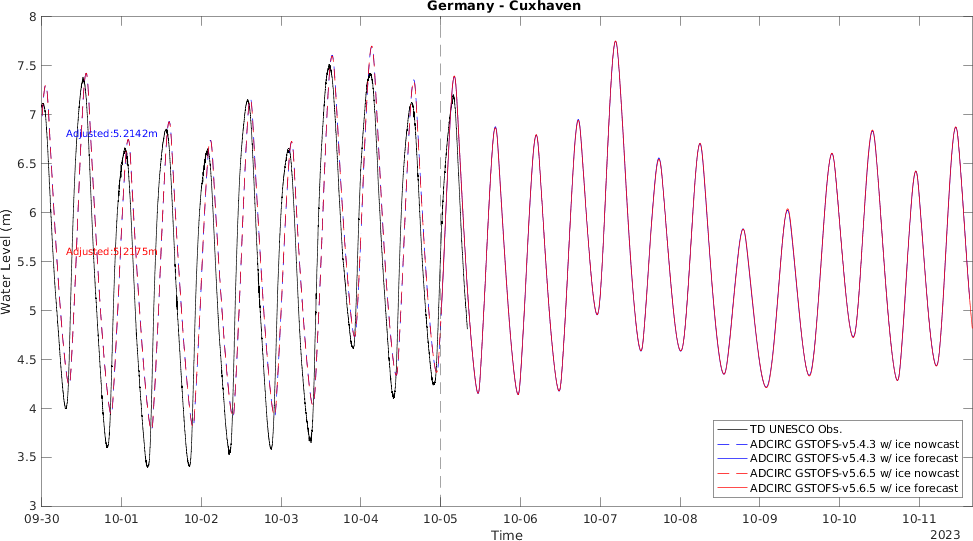 Germany - Cuxhaven
8
7.5
7
6.5
6
5.5
5
4.5
4
3.5
3
Water Level (m)
Adjusted:5.2142m
Adjusted:5.2175m
09-30
10-01
10-02
10-03
10-04
10-05
10-06
10-07
10-08
10-09
10-10
10-11
Time
2023
TD UNESCO Obs.
ADCIRC GSTOFS-v5.4.3 w/ ice nowcast
ADCIRC GSTOFS-v5.4.3 w/ ice forecast
ADCIRC GSTOFS-v5.6.5 w/ ice nowcast
ADCIRC GSTOFS-v5.6.5 w/ ice forecast